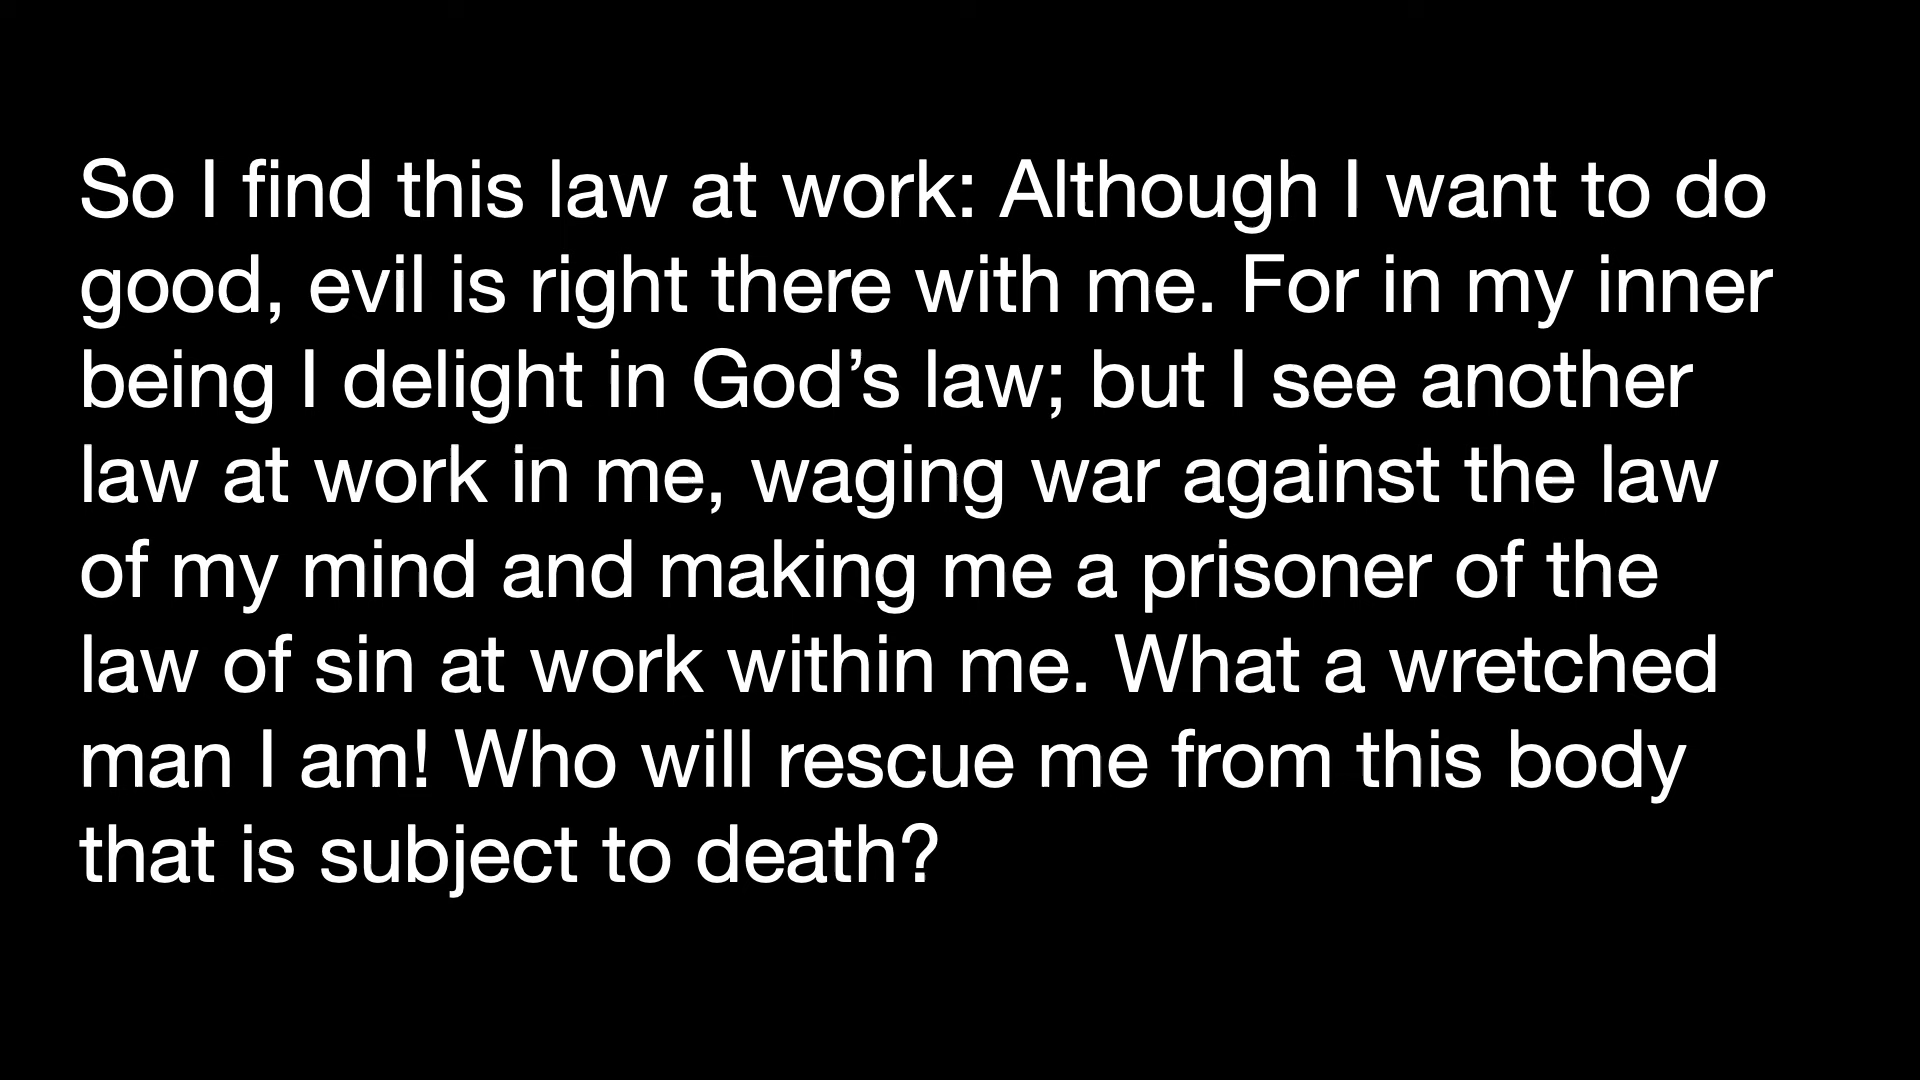 So I find this law at work: Although I want to do
good, evil is right there with me. For in my inner
being I delight in God’s law; but I see another
law at work in me, waging war against the law
of my mind and making me a prisoner of the
law of sin at work within me. What a wretched
man I am! Who will rescue me from this body
that is subject to death?